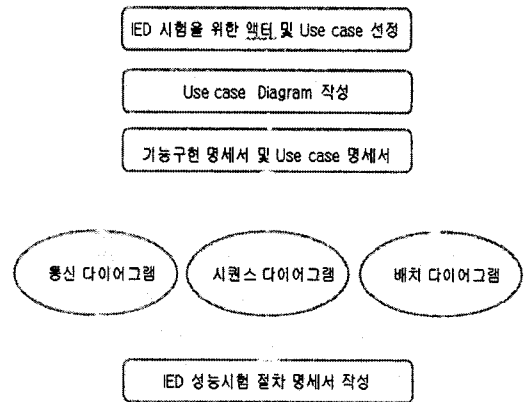 IED 시험을 위한 액터 및 Use case 선정
Use case Diagram 작성
기능구현 명세서 및 Use case 명세서
통신 다이어그램
시퀀스 다이어그램
배치 다이어그램
IED 성능시험 절차 명세서 작성